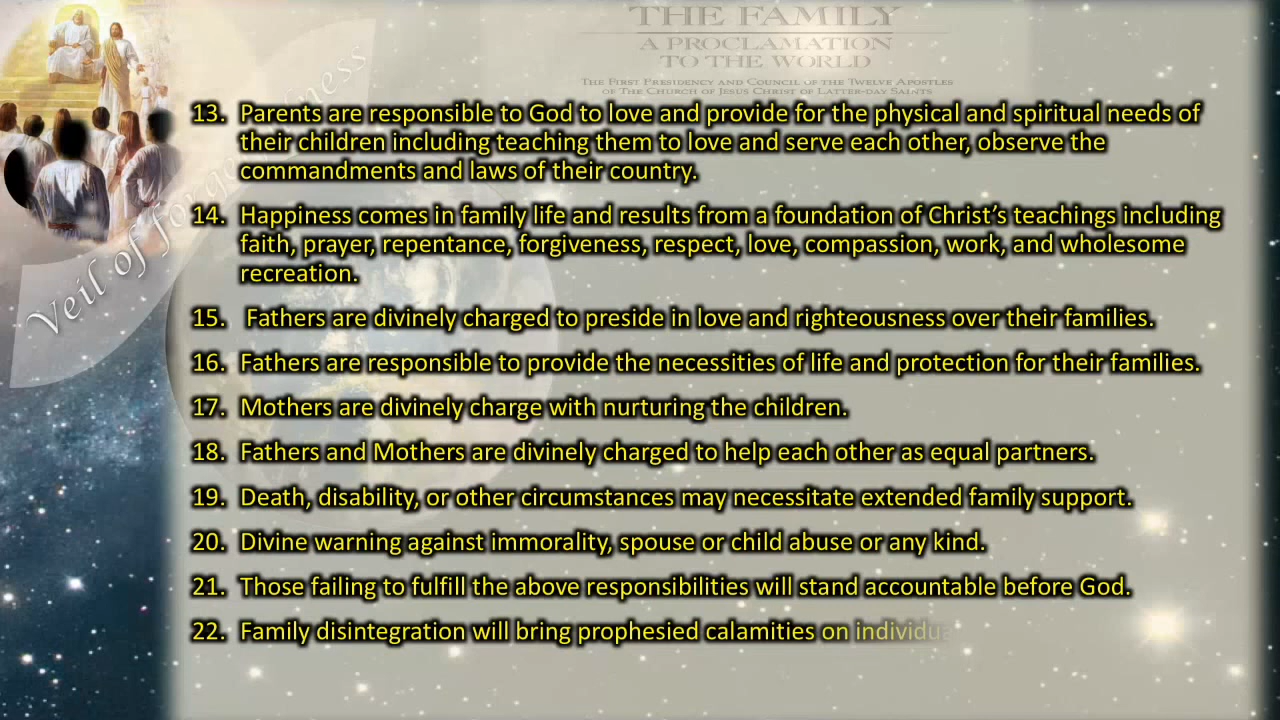 THE FAMILY
A PROCLAMATION
TO THE WORLD
THE FIRST PRESIDENCY AND COUNCIL OF THE TWELVE APOSTLES
OF THE CHURCH OF JESUS CHRIST OF LATTER-DAY SAINTS
Veil of forgetfulness
13. Parents are responsible to God to love and provide for the physical and spiritual needs of
their children including teaching them to love and serve each other, observe the
commandments and laws of their country.
14. Happiness comes in family life and results from a foundation of Christ’s teachings including
faith, prayer, repentance, forgiveness, respect, love, compassion, work, and wholesome
recreation.
15. Fathers are divinely charged to preside in love and righteousness over their families.
16. Fathers are responsible to provide the necessities of life and protection for their families.
17. Mothers are divinely charge with nurturing the children.
18. Fathers and Mothers are divinely charged to help each other as equal partners.
19. Death, disability, or other circumstances may necessitate extended family support.
20. Divine warning against immorality, spouse or child abuse or any kind.
21. Those failing to fulfill the above responsibilities will stand accountable before God.
22. Family disintegration will bring prophesied calamities on individua